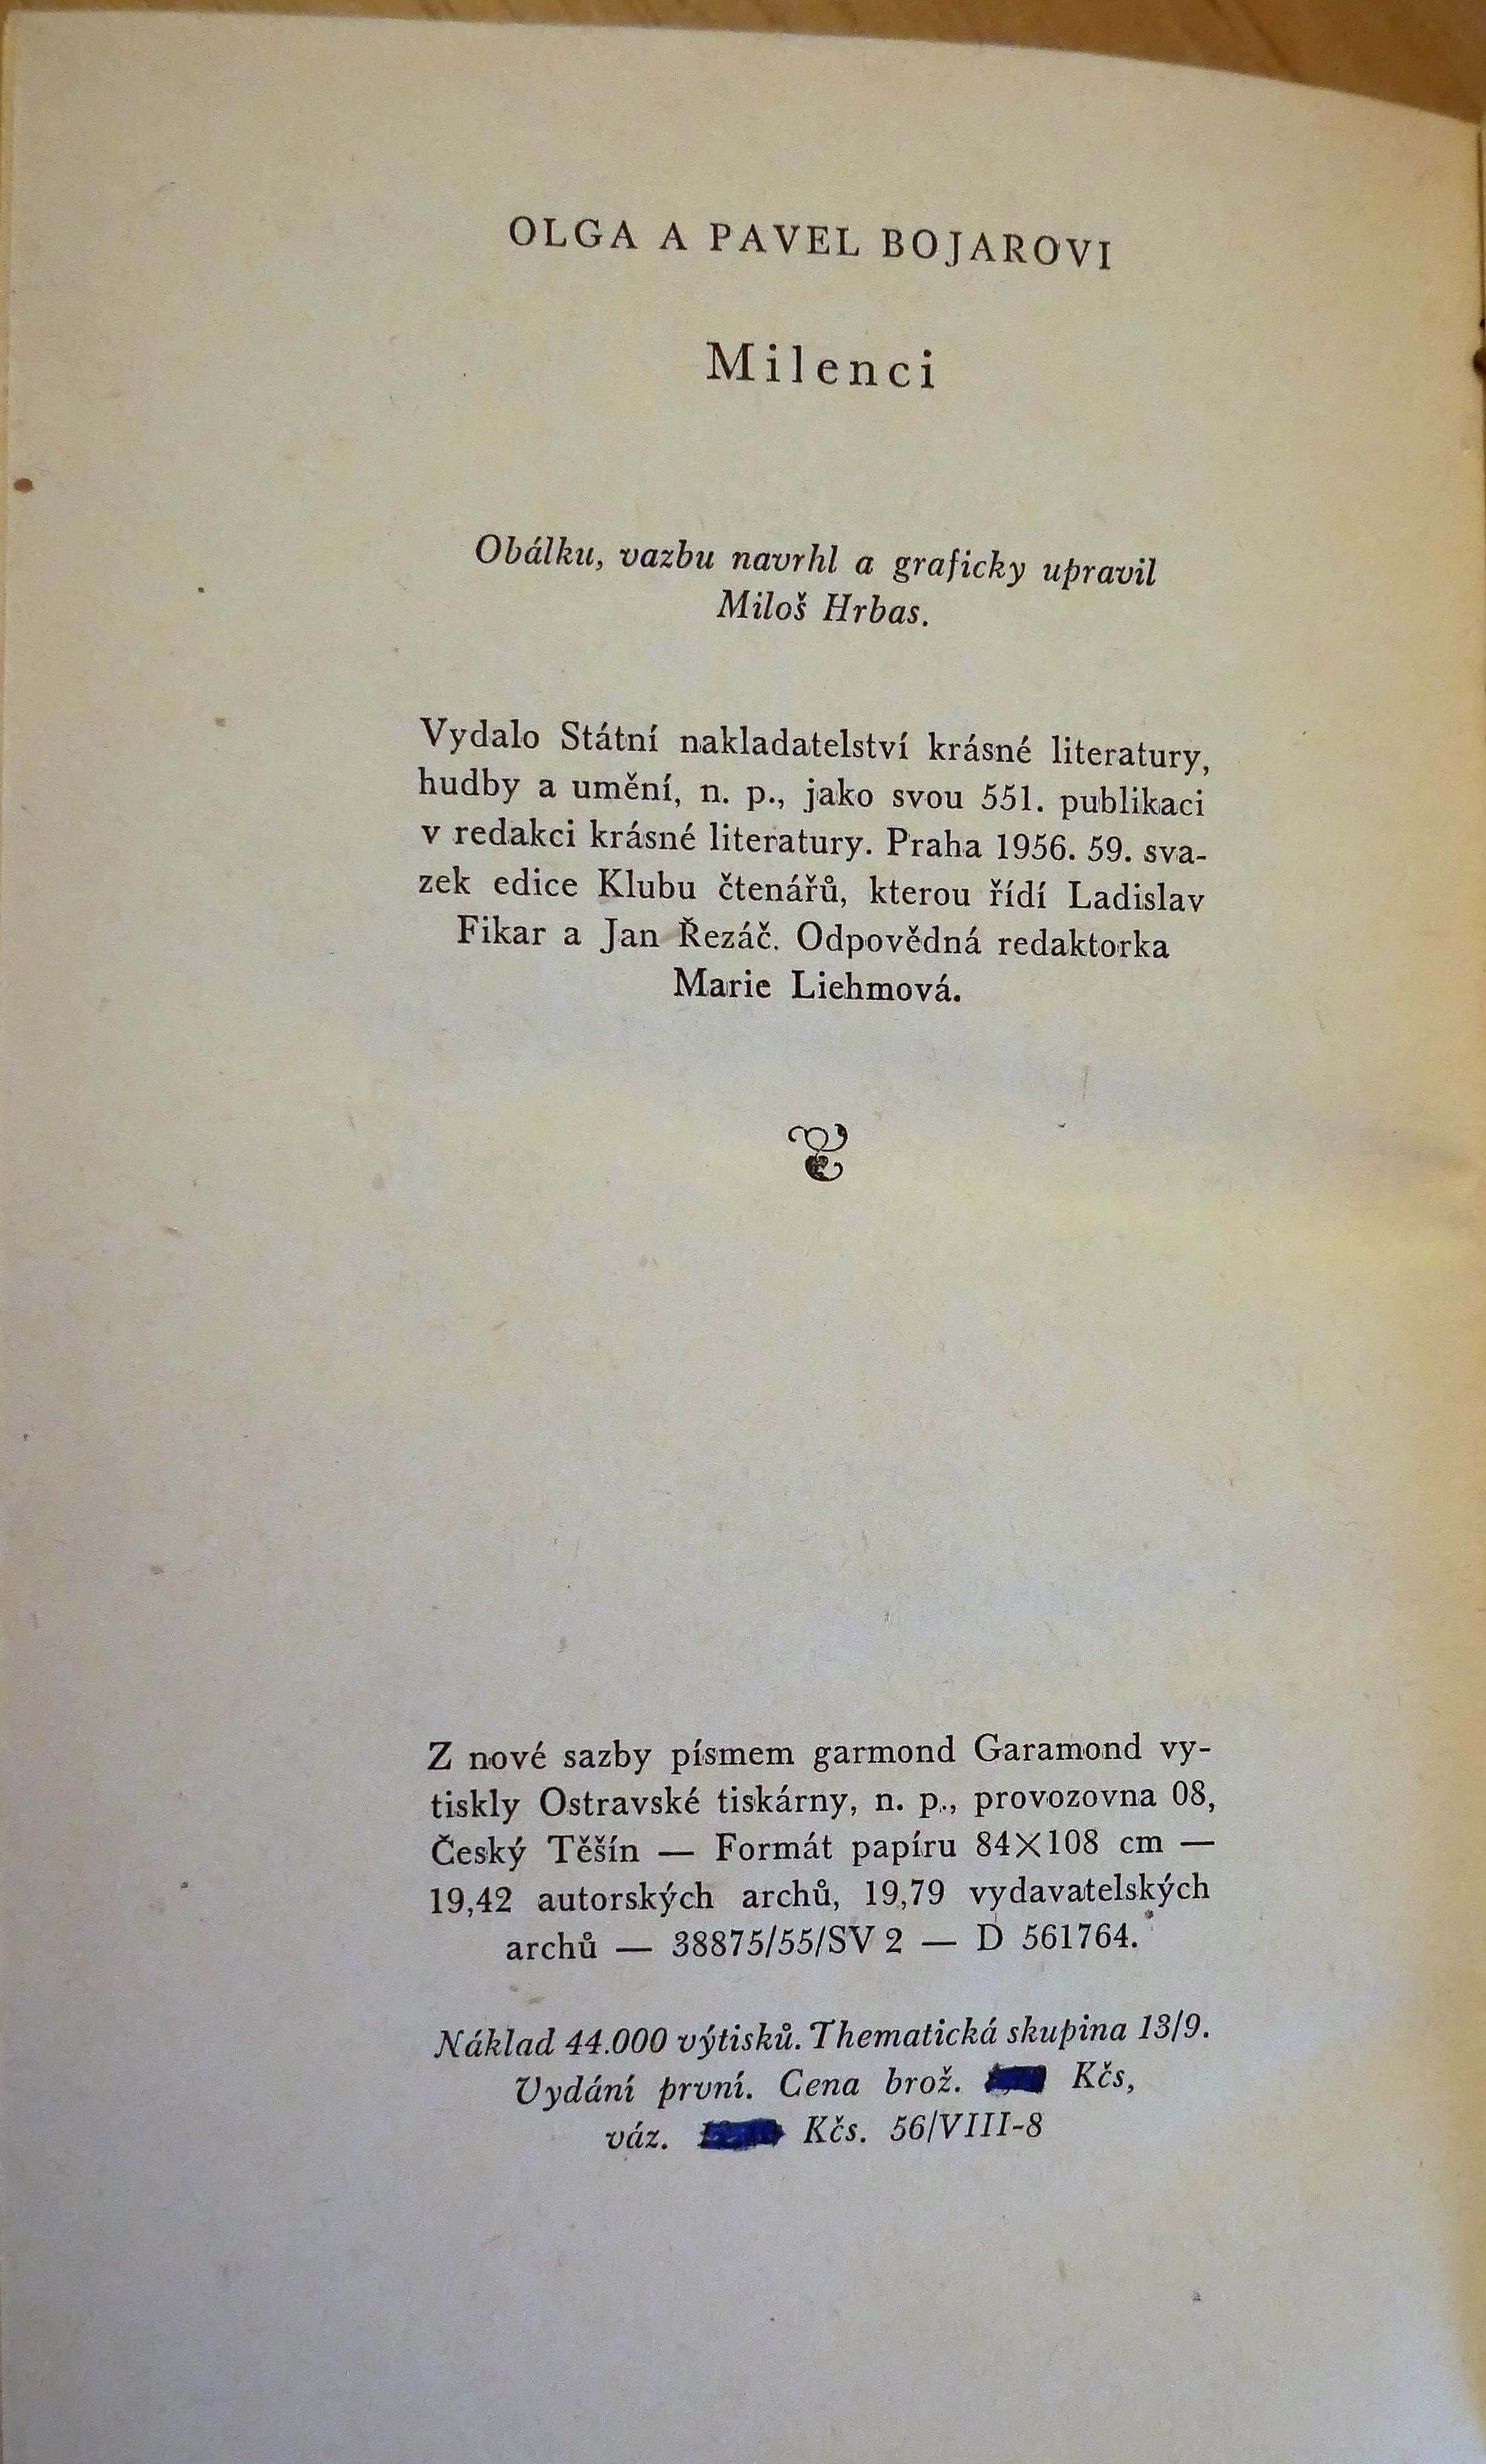 OLGA A PAVEL BOJAROVI
Milenci
Obálku, vazbu navrhl a graficky upravil
Miloš Hrbas.
Vydalo Státní nakladatelství krásné literatury,
hudby a umění, n. p., jako svou 551. publikaci
v redakci krásné literatury. Praha 1956. 59. sva-
zek edice Klubu čtenářů, kterou řídí Ladislav
Fikar a Jan Řezáč. Odpovědná redaktorka
Marie Liehmová.
Z nové sazby písmem garmond Garamond vy-
tiskly Ostravské tiskárny, n. p., provozovna 08,
Český Těšín — Formát papíru 84×108 cm —
19,42 autorských archů, 19,79 vydavatelských
archů — 38875/55/SV 2 — D 561764.
Náklad 44.000 výtisků. Thematická skupina 13/9.
Vydání první. Cena brož. Kčs,
váz. Kčs. 56/VIII-8